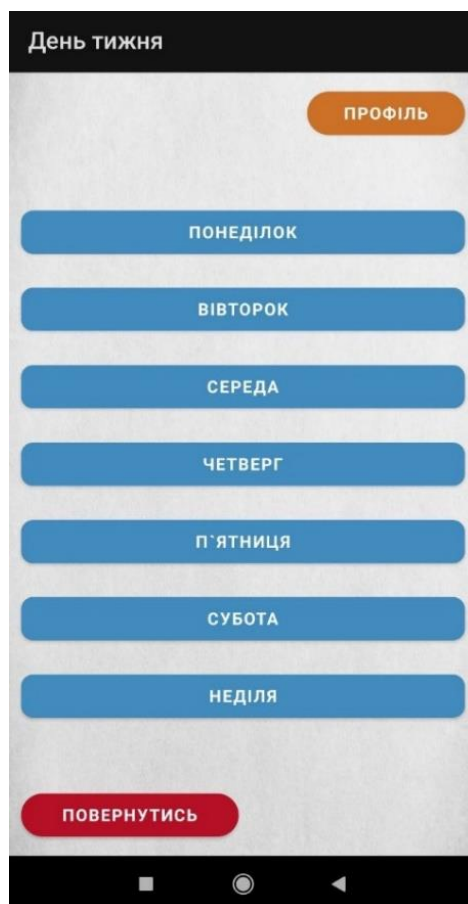 День тижня
ПРОФІЛЬ
ПОНЕДІЛОК
ВІВТОРОК
СЕРЕДА
ЧЕТВЕРГ
П`ЯТНИЦЯ
СУБОТА
НЕДІЛЯ
ПОВЕРНУТИСЬ